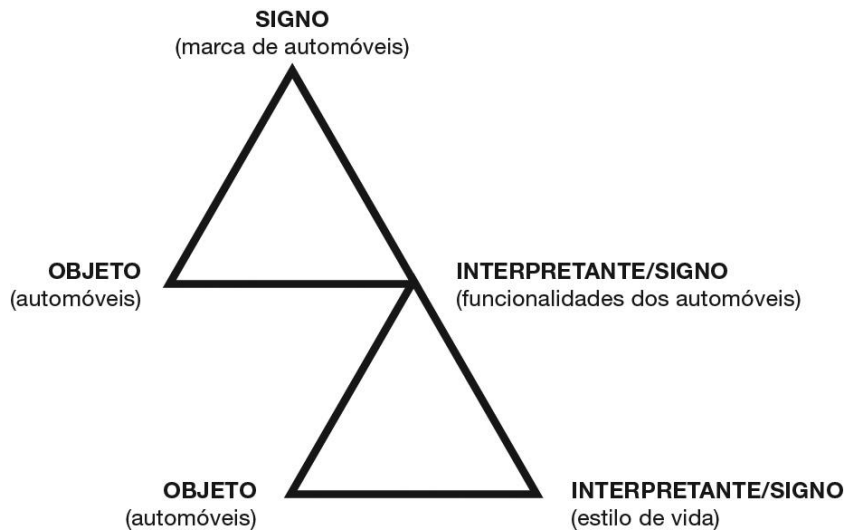 SIGNO
(marca de automóveis)
OBJETO
(automóveis)
INTERPRETANTE/SIGNO
(funcionalidades dos automóveis)
OBJETO
(automóveis)
INTERPRETANTE/SIGNO
(estilo de vida)